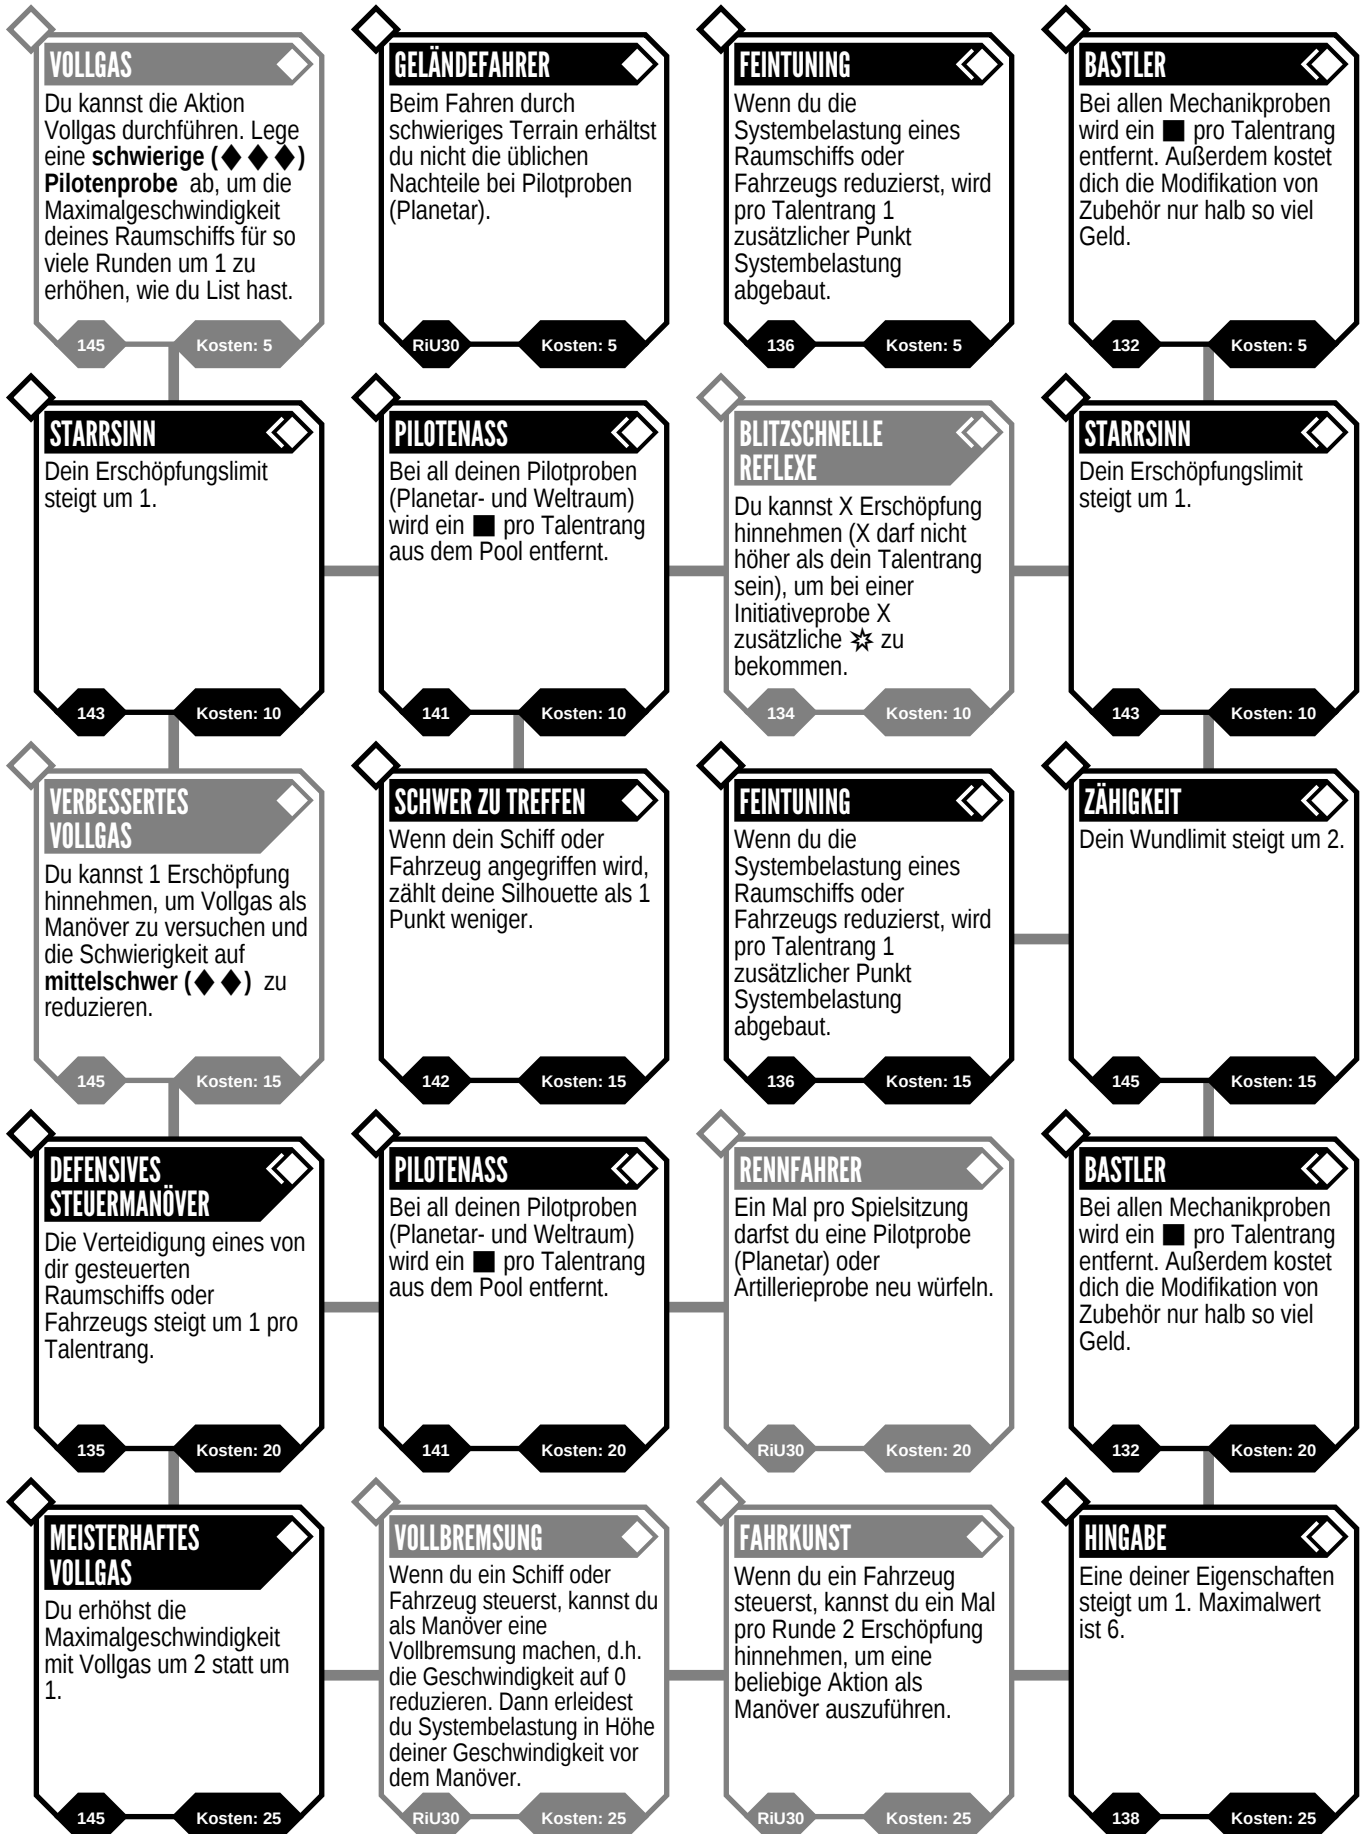 VOLLGAS
Du kannst die Aktion
Vollgas durchführen. Lege
eine schwierige (♦ ♦ ♦)
Pilotenprobe ab, um die
Maximalgeschwindigkeit
deines Raumschiffs für so
viele Runden um 1 zu
erhöhen, wie du List hast.
145
Kosten: 5
GELÄNDEFAHRER
Beim Fahren durch
schwieriges Terrain erhältst
du nicht die üblichen
Nachteile bei Pilotproben
(Planetar).
RiU30
Kosten: 5
FEINTUNING
Wenn du die
Systembelastung eines
Raumschiffs oder
Fahrzeugs reduzierst, wird
pro Talentrang 1
zusätzlicher Punkt
Systembelastung
abgebaut.
136
Kosten: 5
BASTLER
Bei allen Mechanikproben
wird ein ■ pro Talentrang
entfernt. Außerdem kostet
dich die Modifikation von
Zubehör nur halb so viel
Geld.
132
Kosten: 5
STARRSINN
Dein Erschöpfungslimit
steigt um 1.
143
Kosten: 10
PILOTENASS
Bei all deinen Pilotproben
(Planetar- und Weltraum)
wird ein ■ pro Talentrang
aus dem Pool entfernt.
141
Kosten: 10
BLITZSCHNELLE
REFLEXE
Du kannst X Erschöpfung
hinnehmen (X darf nicht
höher als dein Talentrang
sein), um bei einer
Initiativeprobe X
zusätzliche zu
bekommen.
134
Kosten: 10
STARRSINN
Dein Erschöpfungslimit
steigt um 1.
143
Kosten: 10
VERBESSERTES
VOLLGAS
Du kannst 1 Erschöpfung
hinnehmen, um Vollgas als
Manöver zu versuchen und
die Schwierigkeit auf
mittelschwer (♦ ♦) zu
reduzieren.
145
Kosten: 15
SCHWER ZU TREFFEN
Wenn dein Schiff oder
Fahrzeug angegriffen wird,
zählt deine Silhouette als 1
Punkt weniger.
142
Kosten: 15
FEINTUNING
Wenn du die
Systembelastung eines
Raumschiffs oder
Fahrzeugs reduzierst, wird
pro Talentrang 1
zusätzlicher Punkt
Systembelastung
abgebaut.
136
Kosten: 15
ZÄHIGKEIT
Dein Wundlimit steigt um 2.
145
Kosten: 15
DEFENSIVES
STEUERMANÖVER
Die Verteidigung eines von
dir gesteuerten
Raumschiffs oder
Fahrzeugs steigt um 1 pro
Talentrang.
135
Kosten: 20
PILOTENASS
Bei all deinen Pilotproben
(Planetar- und Weltraum)
wird ein ■ pro Talentrang
aus dem Pool entfernt.
141
Kosten: 20
RENNFAHRER
Ein Mal pro Spielsitzung
darfst du eine Pilotprobe
(Planetar) oder
Artillerieprobe neu würfeln.
RiU30
Kosten: 20
BASTLER
Bei allen Mechanikproben
wird ein ■ pro Talentrang
entfernt. Außerdem kostet
dich die Modifikation von
Zubehör nur halb so viel
Geld.
132
Kosten: 20
MEISTERHAFTES
VOLLGAS
Du erhöhst die
Maximalgeschwindigkeit
mit Vollgas um 2 statt um
1.
145
Kosten: 25
VOLLBREMSUNG
Wenn du ein Schiff oder
Fahrzeug steuerst, kannst du
als Manöver eine
Vollbremsung machen, d.h.
die Geschwindigkeit auf 0
reduzieren. Dann erleidest
du Systembelastung in Höhe
deiner Geschwindigkeit vor
dem Manöver.
RiU30
Kosten: 25
FAHRKUNST
Wenn du ein Fahrzeug
steuerst, kannst du ein Mal
pro Runde 2 Erschöpfung
hinnehmen, um eine
beliebige Aktion als
Manöver auszuführen.
RiU30
Kosten: 25
HINGABE
Eine deiner Eigenschaften
steigt um 1. Maximalwert
ist 6.
138
Kosten: 25